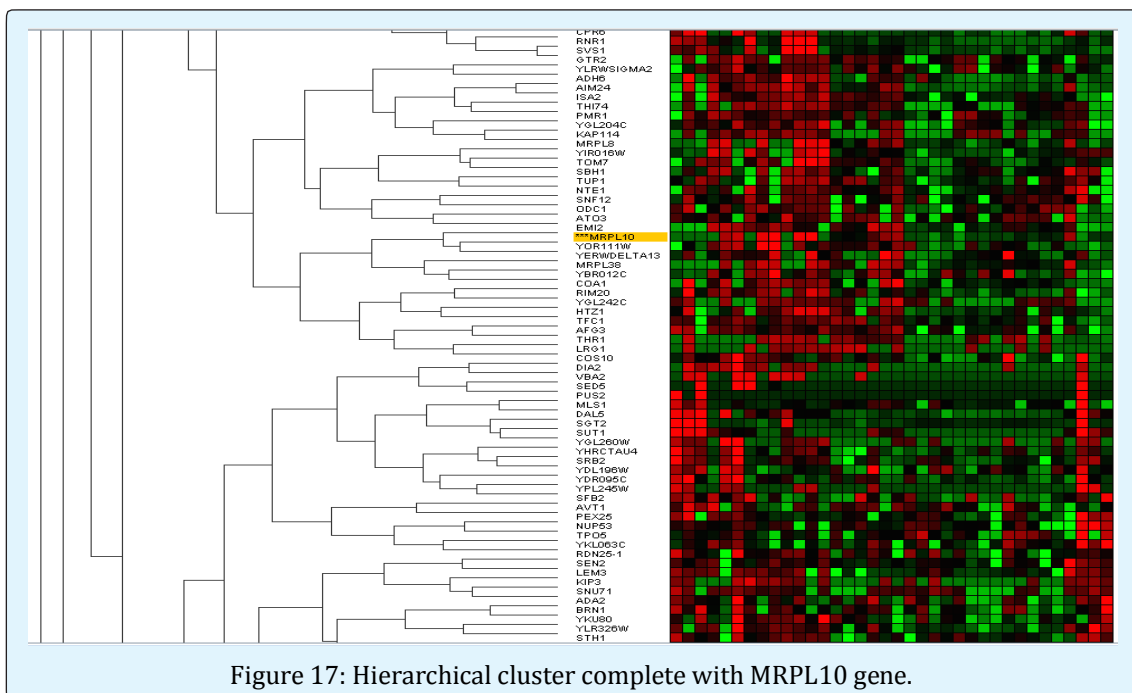 CPR6
RNR1
SVS1
GTR2
YLRWSIGMA2
ADH6
AIM24
ISA2
THI74
PMR1
YGL204C
KAP114
MRPL8
YIR016W
TOM7
SBH1
TUP1
NTE1
SNF12
ODC1
ATO3
EMI2
***MRPL10
YOR111W
YERWDELTA13
MRPL38
YBR012C
COA1
RIM20
YGL242C
HTZ1
TFC1
AFG3
THR1
LRG1
COS10
DIA2
VBA2
SED5
PUS2
MLS1
DAL5
SGT2
SUT1
YGL260W
YHRCTAU4
SRB2
YDL196W
YDR095C
YPL245W
SFB2
AVT1
PEX25
NUP53
TPO5
YKL063C
RDN25-1
SEN2
LEM3
KIP3
SNU71
ADA2
BRN1
YKU80
YLR326W
STH1
Figure 17: Hierarchical cluster complete with MRPL10 gene.